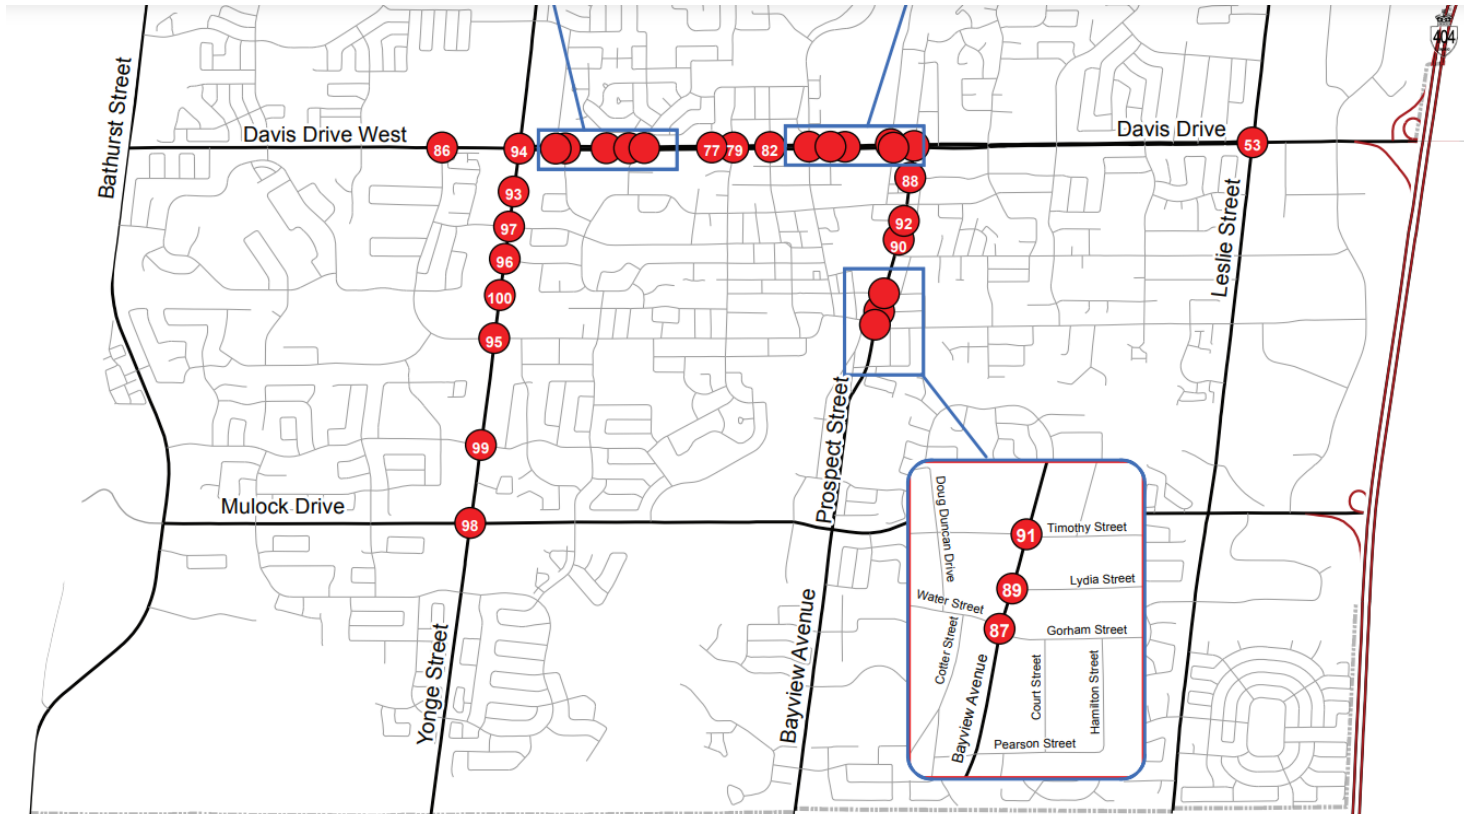 404
Bathurst Street
Davis Drive West
Davis Drive
86
94
77
79
82
53
93
88
97
92
90
96
100
95
Leslie Street
99
98
Mulock Drive
Prospect Street
Yonge Street
Bayview Avenue
Doug Duncan Drive
91
Timothy Street
89
Lydia Street
Water Street
87
Gorham Street
Cotter Street
Bayview Avenue
Court Street
Hamilton Street
Pearson Street